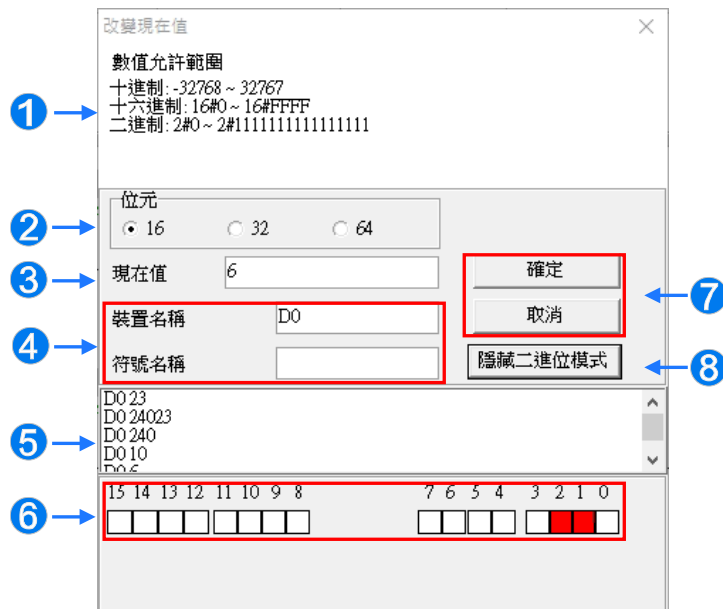 改變現在值
數值允許範圍
十進制: -32768 ~ 32767
十六進制: 16#0 ~ 16#FFFF
二進制: 2#0 ~ 2#1111111111111111
1
位元
2
16 32 64
3
現在值 6
確定
7
裝置名稱 D0
取消
4
符號名稱
隱藏二進位模式
8
D0 23
D0 24023
D0 240
D0 10
D0 6
5
15 14 13 12 11 10 9 8 7 6 5 4 3 2 1 0
6